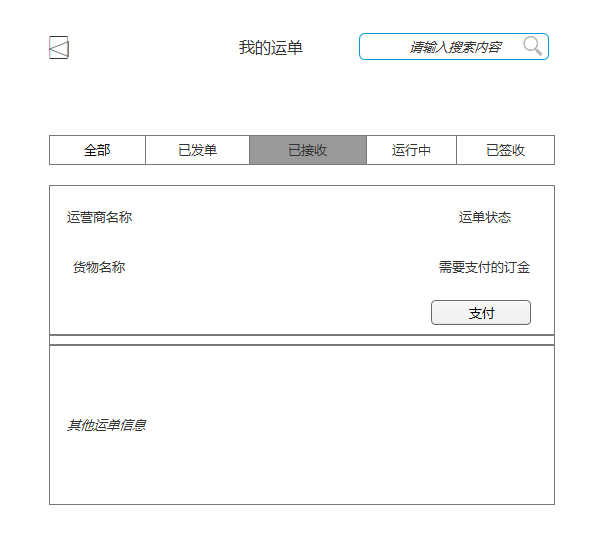 我的运单 请输入搜索内容
全部 已发单 已接收 运行中 已签收
运营商名称 运单状态
货物名称 需要支付的订金
支付
其他运单信息